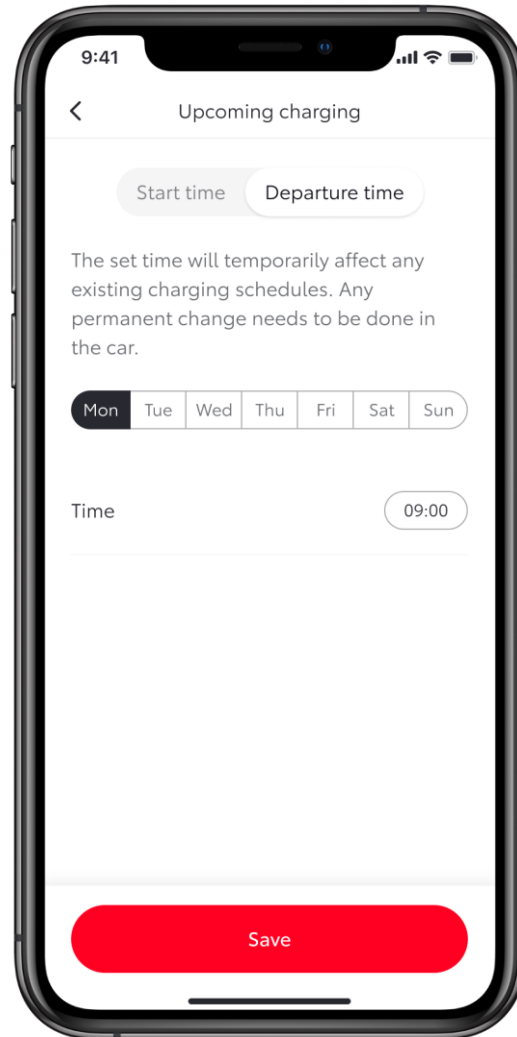 9:41
Upcoming charging
Start time Departure time
The set time will temporarily affect any
existing charging schedules. Any
permanent change needs to be done in
the car.
Mon Tue Wed Thu Fri Sat Sun
Time 09:00
Save